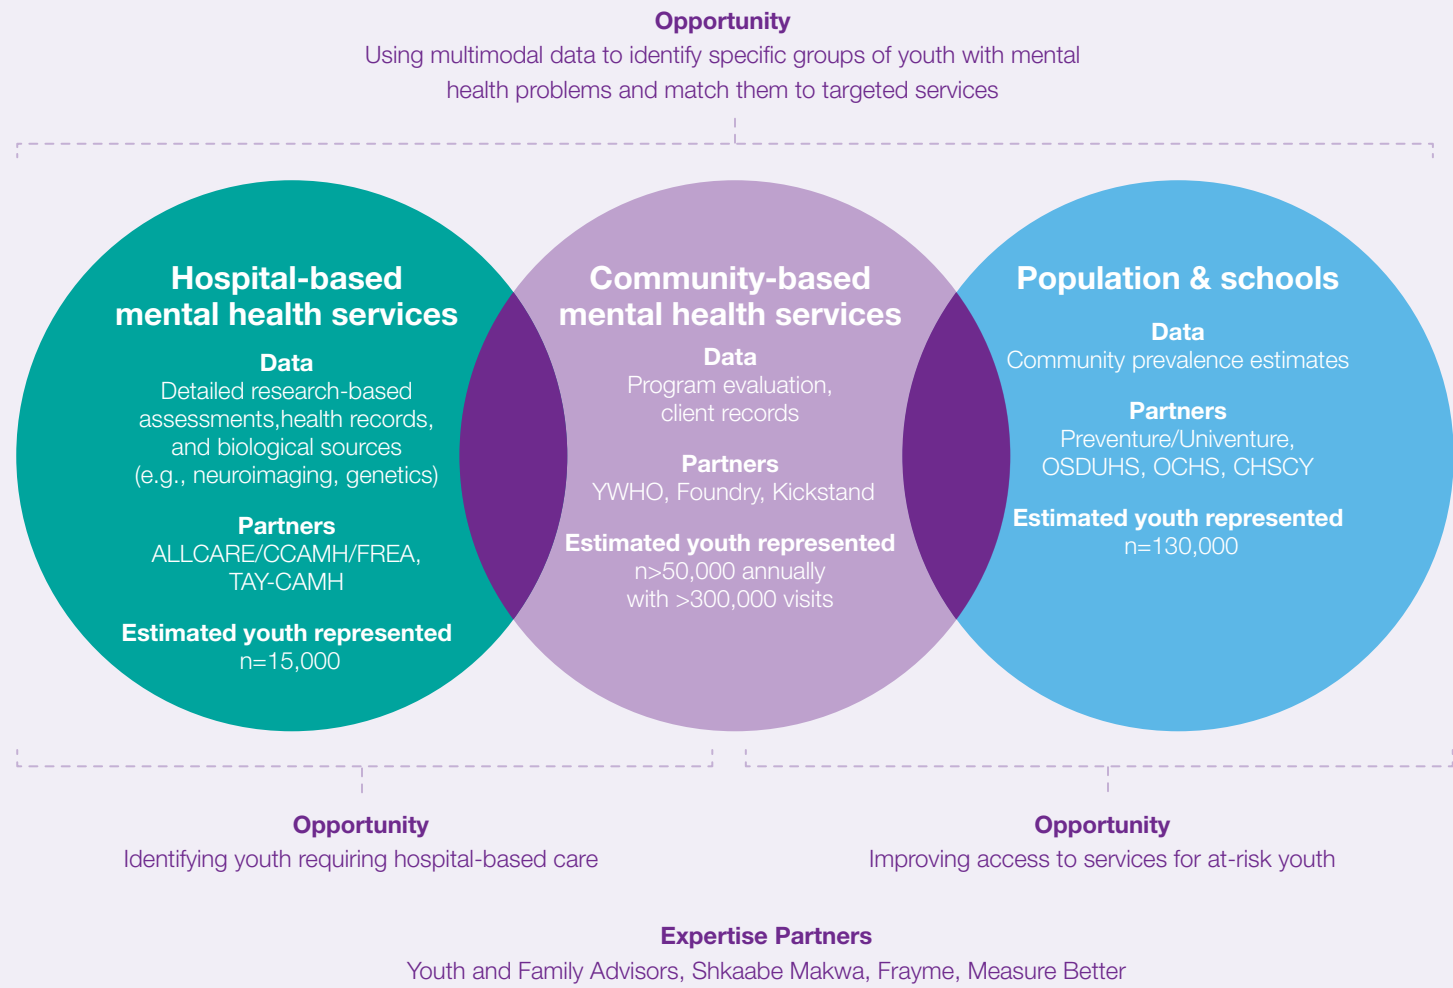 Opportunity
Using multimodal data to identify specific groups of youth with mental
health problems and match them to targeted services
Hospital-based
mental health services
Data
Detailed research-based
assessments,health records,
and biological sources
(e.g., neuroimaging, genetics)
Partners
ALLCARE/CCAMH/FREA,
TAY-CAMH
Estimated youth represented
n=15,000
Community-based
mental health services
Data
Program evaluation,
client records
Partners
YWHO, Foundry, Kickstand
Estimated youth represented
n>50,000 annually
with >300,000 visits
Population & schools
Data
Community prevalence estimates
Partners
Preventure/Univenture,
OSDUHS, OCHS, CHSCY
Estimated youth represented
n=130,000
Opportunity
Identifying youth requiring hospital-based care
Opportunity
Improving access to services for at-risk youth
Expertise Partners
Youth and Family Advisors, Shkaabe Makwa, Frayme, Measure Better